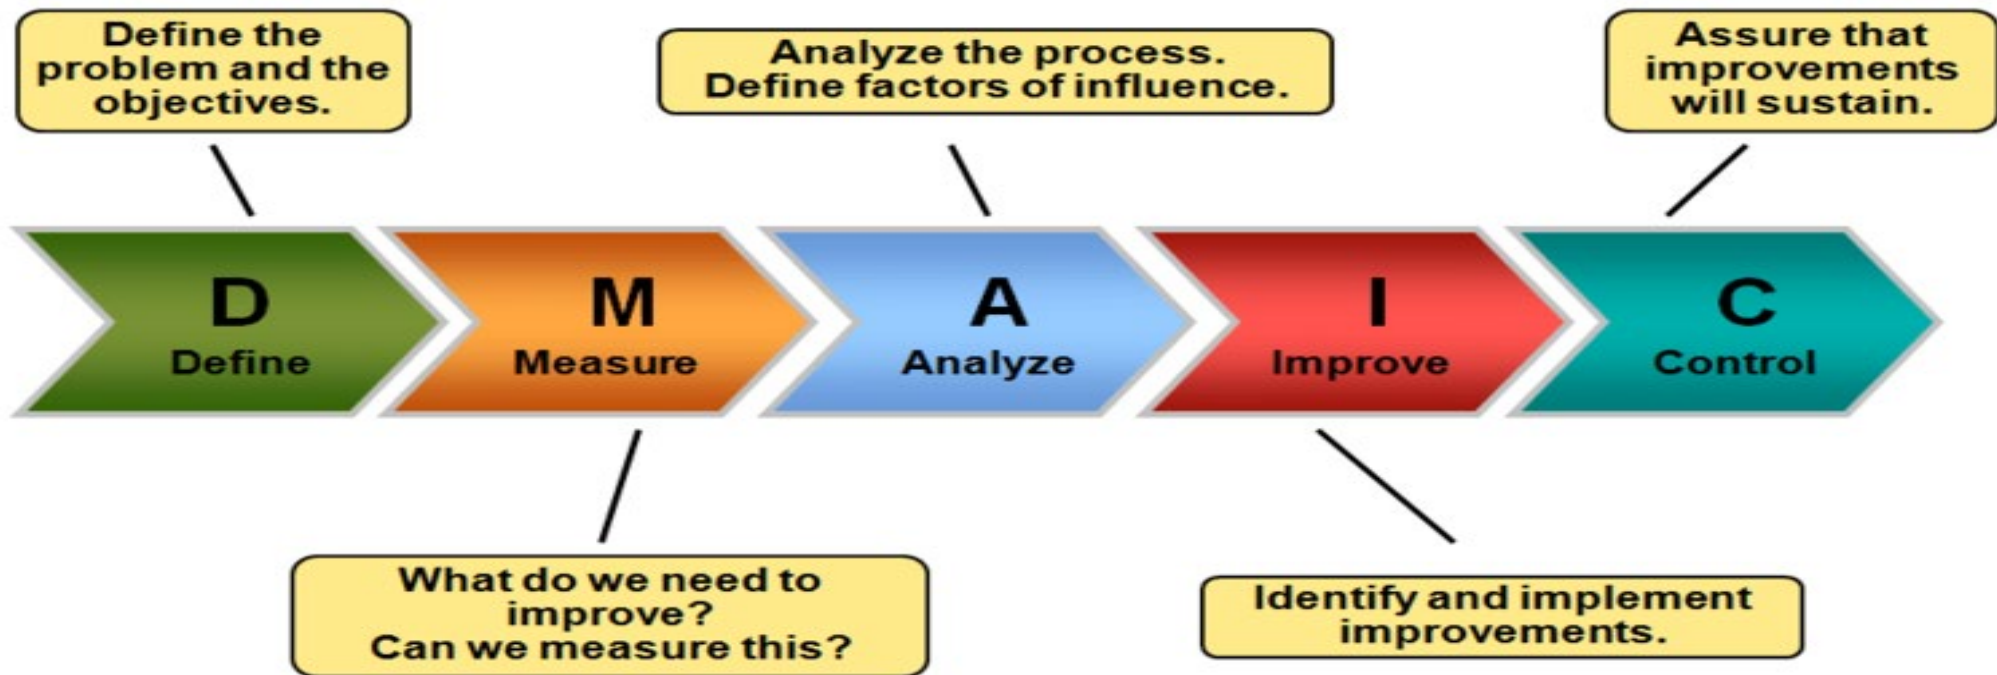 Define the
problem and the
objectives.
Analyze the process.
Define factors of influence.
Assure that
improvements
will sustain.
D
Define
M
Measure
A
Analyze
I
Improve
C
Control
What do we need to
improve?
Can we measure this?
Identify and implement
improvements.